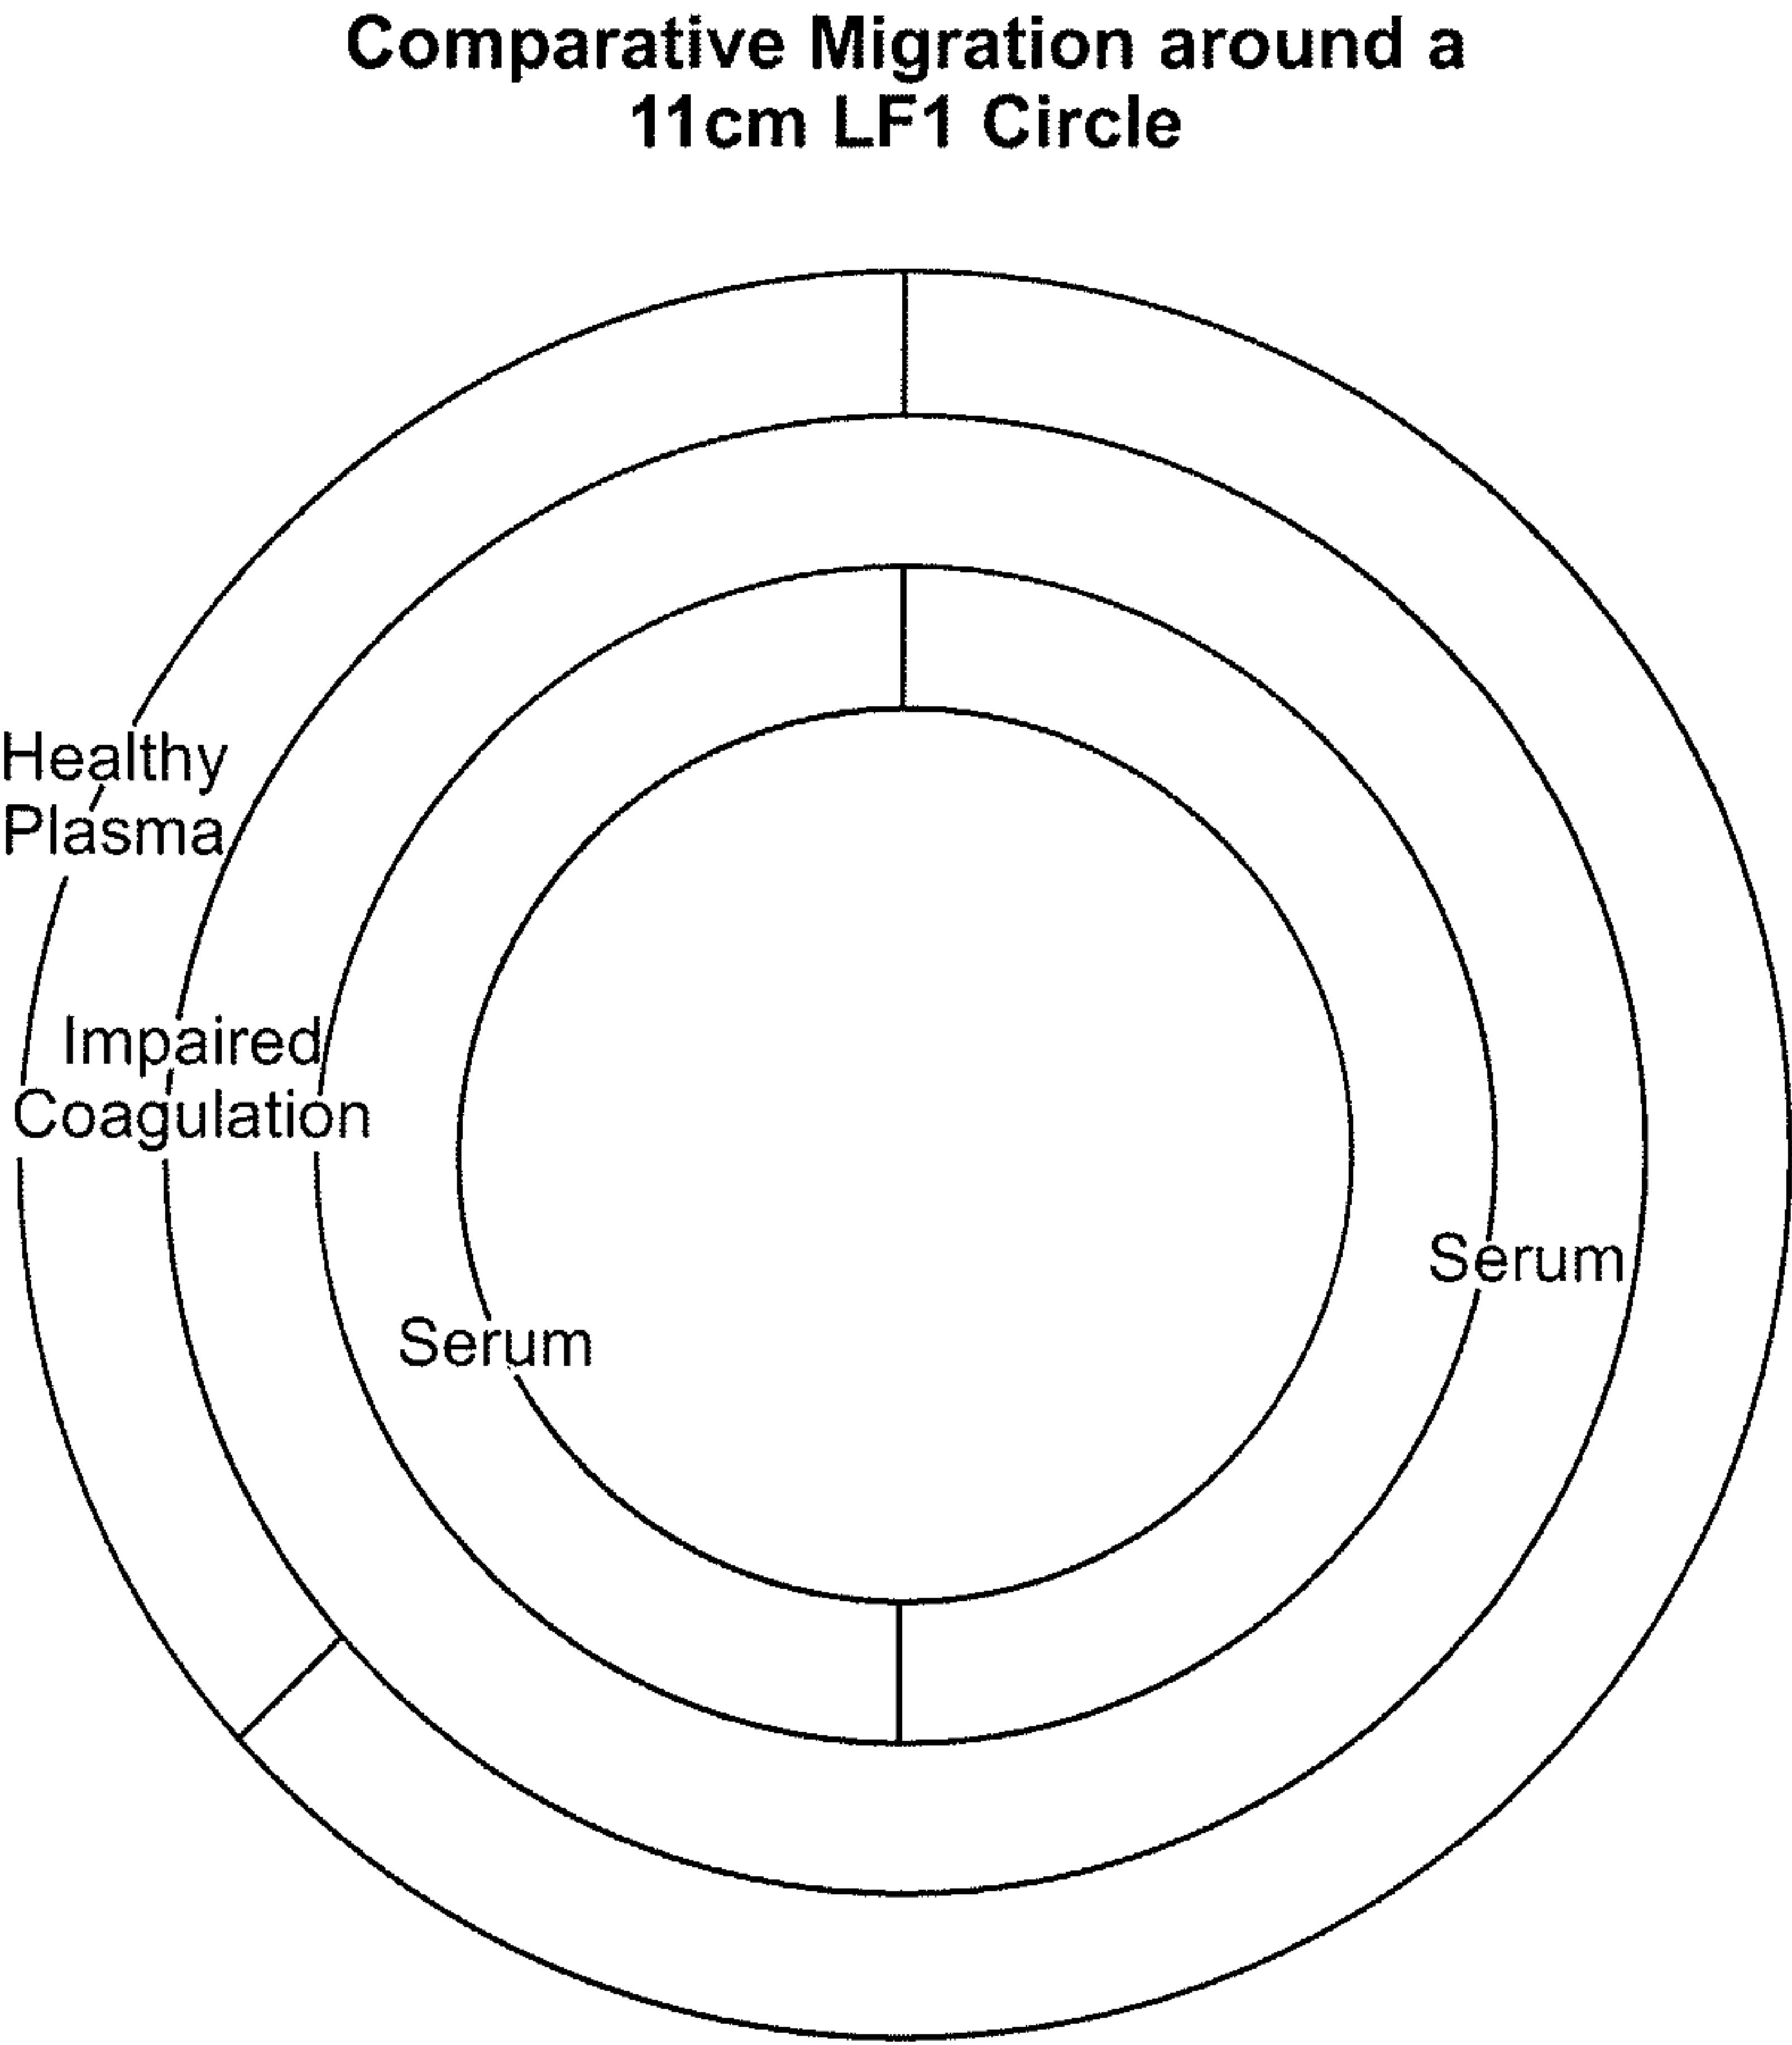 Comparative Migration around a
11cm LF1 Circle
Healthy
Plasma
Impaired
Coagulation
Serum
Serum